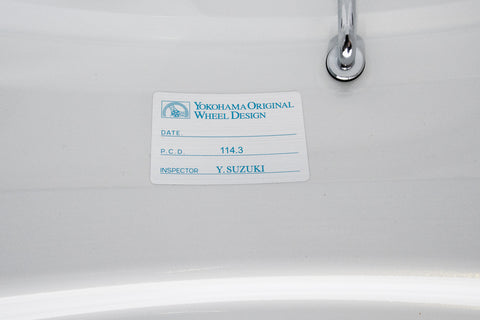 YOKOHAMA ORIGINAL
WHEEL DESIGN
DATE.
P.C.D 114.3
INSPECTOR Y. SUZUKI